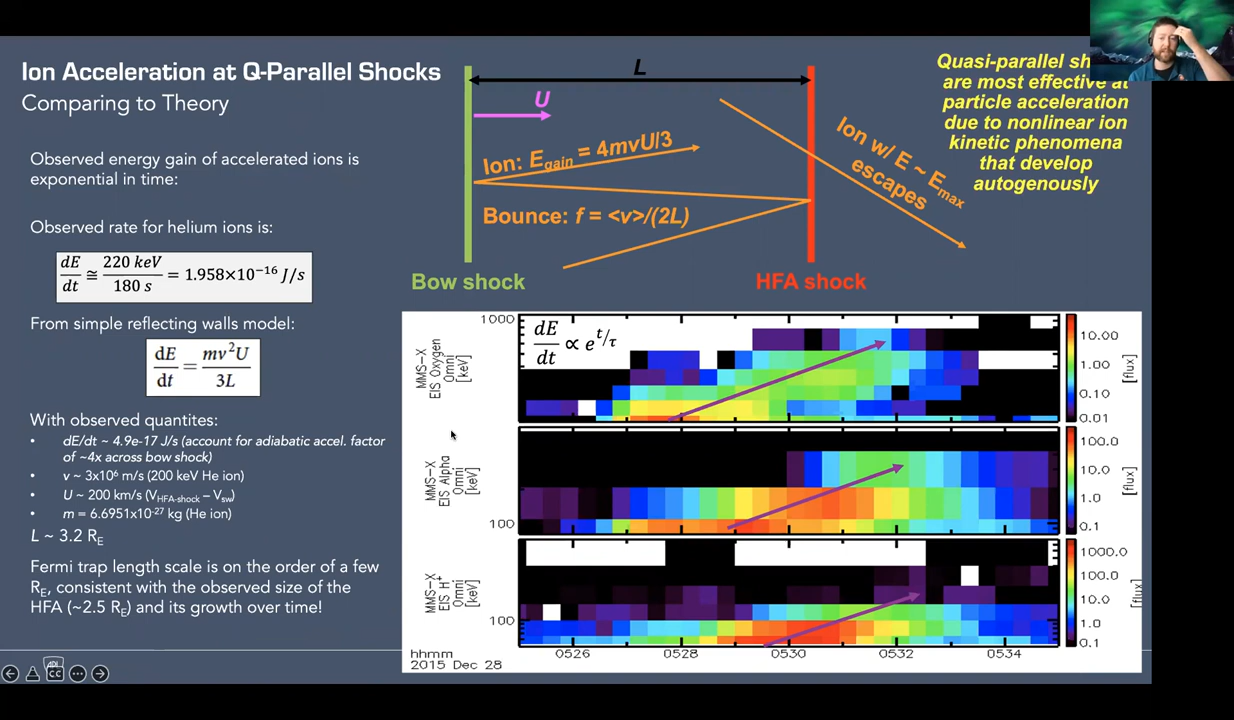 Ion Acceleration at Q-Parallel Shocks
Comparing to Theory
Observed energy gain of accelerated ions is
exponential in time:
Observed rate for helium ions is:
dE/dt ≅ 220 keV/180 s = 1.958×10⁻¹⁶ J/s
From simple reflecting walls model:
dE/dt = mv²U/3L
With observed quantites:
• dE/dt ~ 4.9e-17 J/s (account for adiabatic accel. factor
of ~4x across bow shock)
• v ~ 3x10⁶ m/s (200 keV He ion)
• U ~ 200 km/s (V_HFA-shock – V_sw)
• m = 6.6951x10⁻²⁷ kg (He ion)
L ~ 3.2 R_E
Fermi trap length scale is on the order of a few
R_E, consistent with the observed size of the
HFA (~2.5 R_E) and its growth over time!
L
U
Ion: E_gain = 4mvU/3
Bounce: f = <v>/(2L)
Ion w/ E ~ E_max
escapes
Bow shock
HFA shock
Quasi-parallel
are most effective at
particle acceleration
due to nonlinear ion
kinetic phenomena
that develop
autogenously
dE/dt ∝ e^(t/τ)
1000
MMS-X
EIS Oxygen
Omni
[keV]
10.00
1.00
0.10
0.01
[flux]
MMS-X
EIS Alpha
Omni
[keV]
100
100.0
10.0
1.0
0.1
[flux]
MMS-X
EIS H⁺
Omni
[keV]
100
1000.0
100.0
10.0
1.0
0.1
[flux]
hhmm
2015 Dec 28
0526
0528
0530
0532
0534
CC